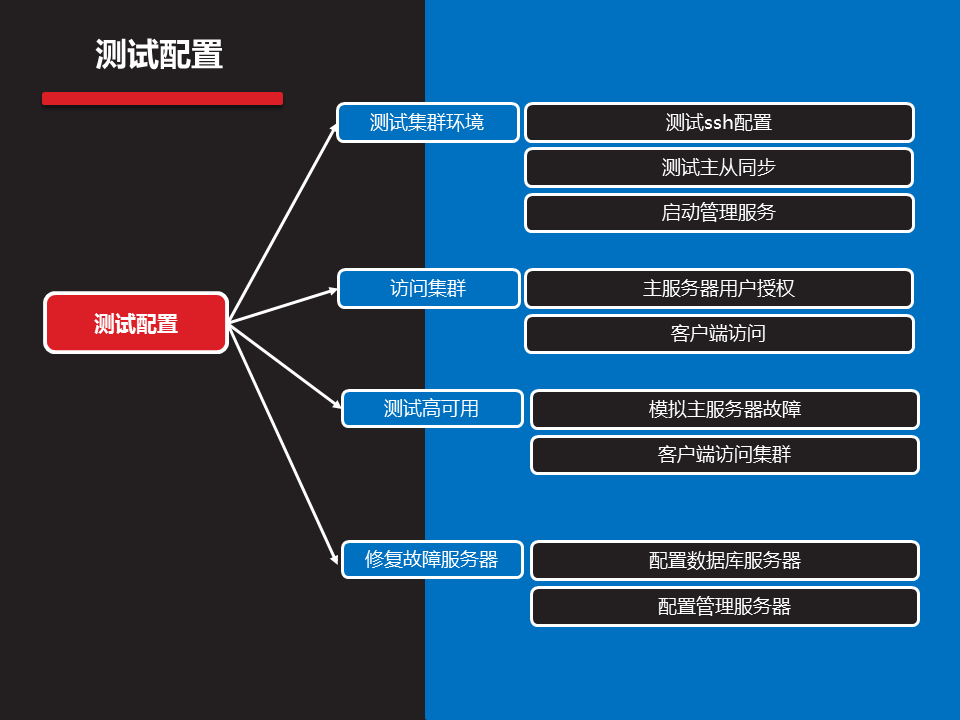 测试配置
测试集群环境
测试ssh配置
测试主从同步
启动管理服务
访问集群
主服务器用户授权
客户端访问
测试配置
测试高可用
模拟主服务器故障
客户端访问集群
修复故障服务器
配置数据库服务器
配置管理服务器